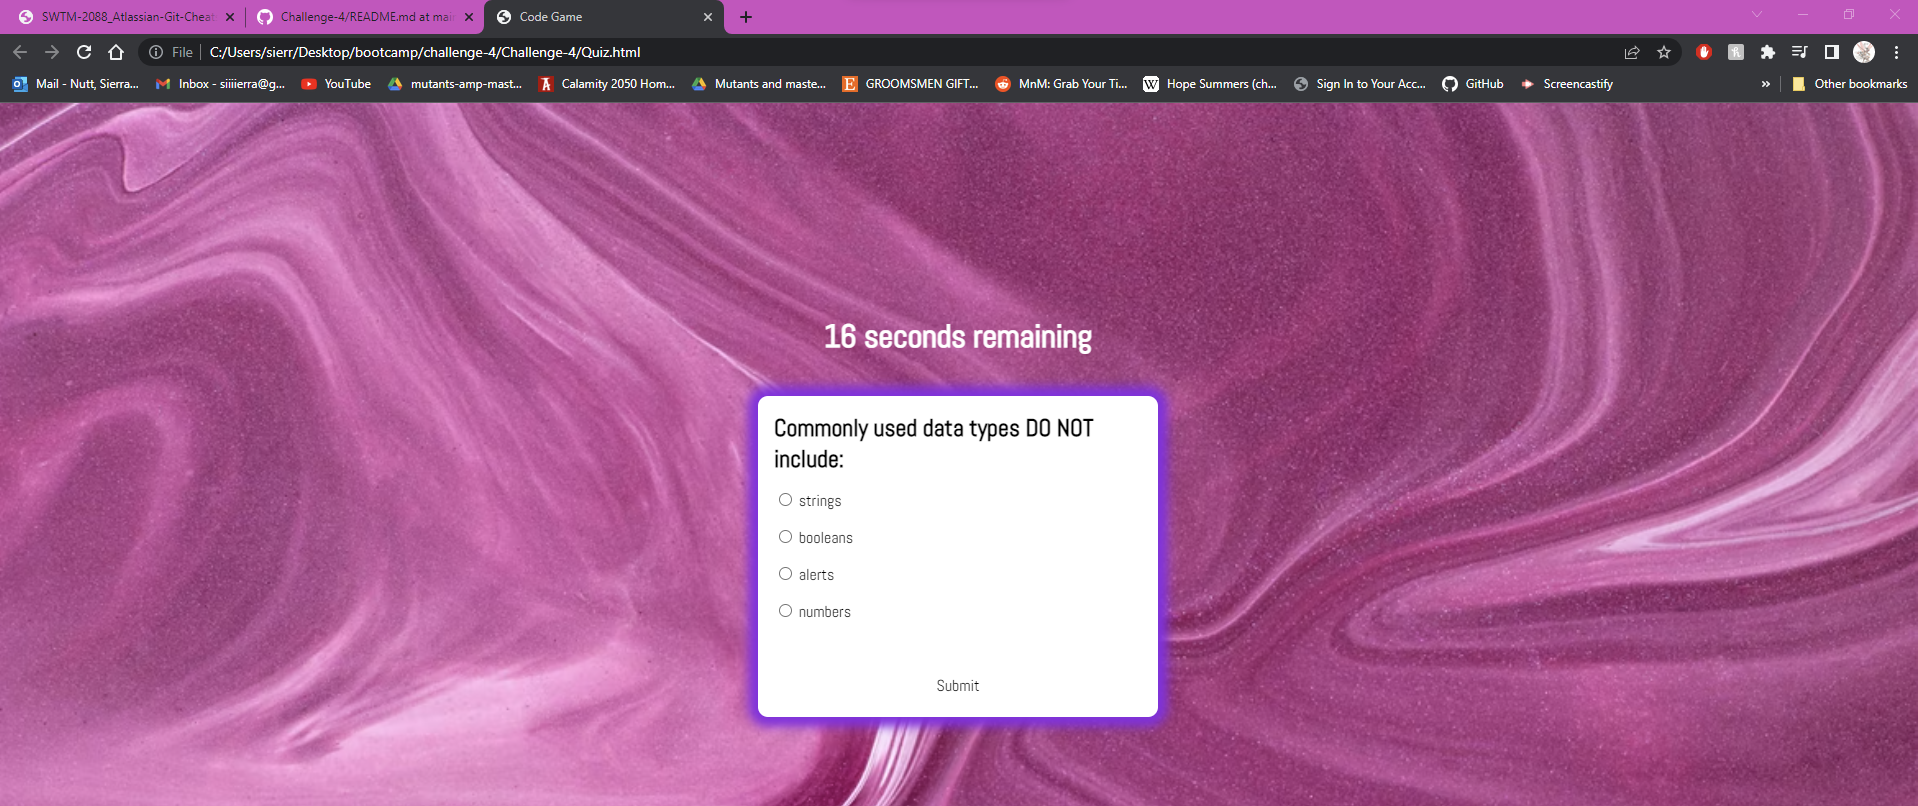 SWTM-2088_Atlassian-Git-Cheat
Challenge-4/README.md at main
Code Game
File
C:/Users/sierr/Desktop/bootcamp/challenge-4/Challenge-4/Quiz.html
Mail - Nutt, Sierra...
Inbox - siiiierra@g...
YouTube
mutants-amp-mast...
Calamity 2050 Hom...
Mutants and maste...
GROOMSMEN GIFT...
MnM: Grab Your Ti...
Hope Summers (ch...
Sign In to Your Acc...
GitHub
Screencastify
»
Other bookmarks
16 seconds remaining
Commonly used data types DO NOT
include:
strings
booleans
alerts
numbers
Submit